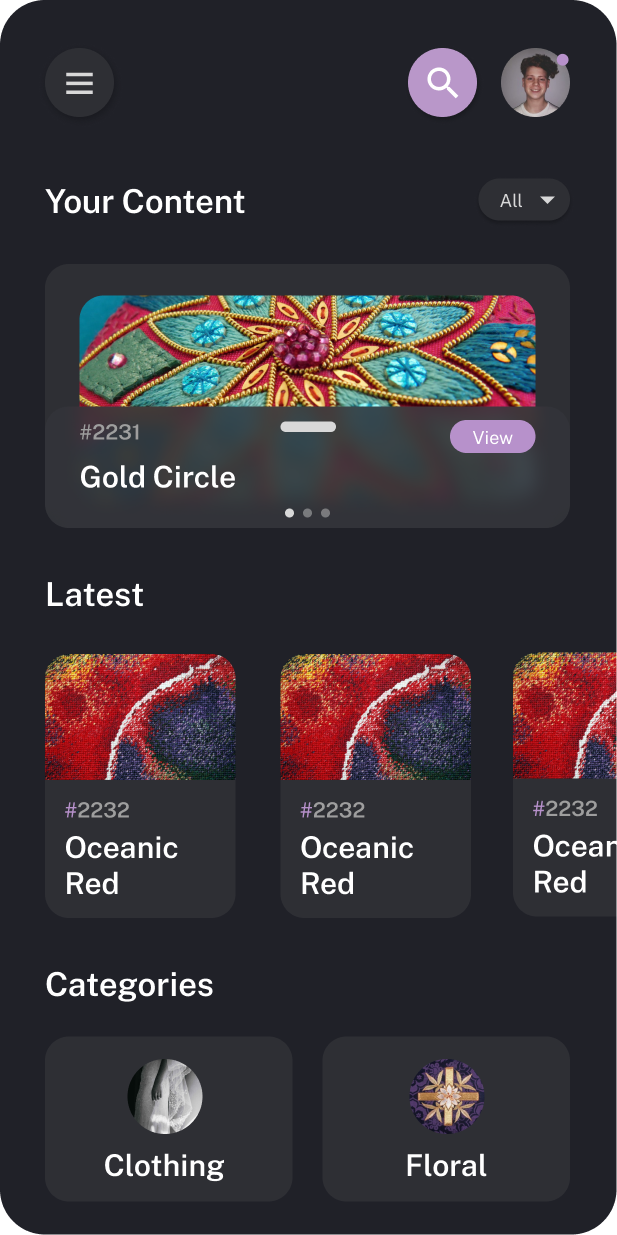 Your Content
All
#2231
View
Gold Circle
Latest
#2232
Oceanic
Red
#2232
Oceanic
Red
#2232
Ocean
Red
Categories
Clothing
Floral